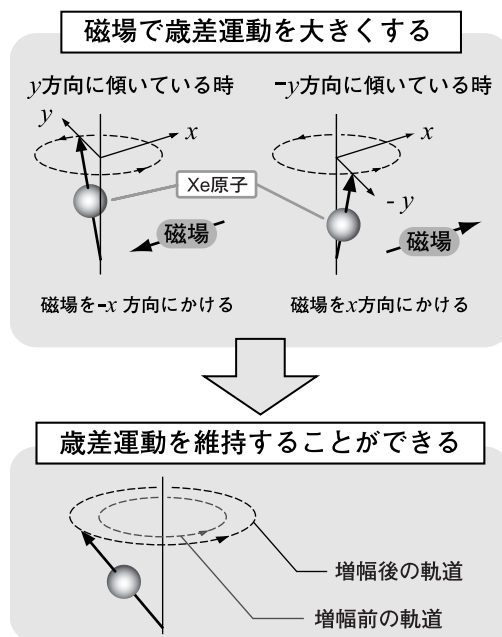 磁場で歳差運動を大きくする
y方向に傾いている時
-y方向に傾いている時
y
x
x
Xe原子
-y
磁場
磁場
磁場を-x 方向にかける
磁場をx方向にかける
歳差運動を維持することができる
増幅後の軌道
増幅前の軌道